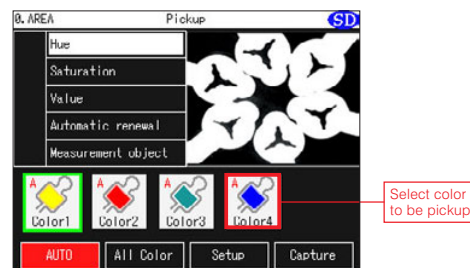 0. AREA Pickup SD
Hue
Saturation
Value
Automatic renewal
Measurement object
A A A A
Color1 Color2 Color3 Color4
Select color
to be pickup
AUTO All Color Setup Capture